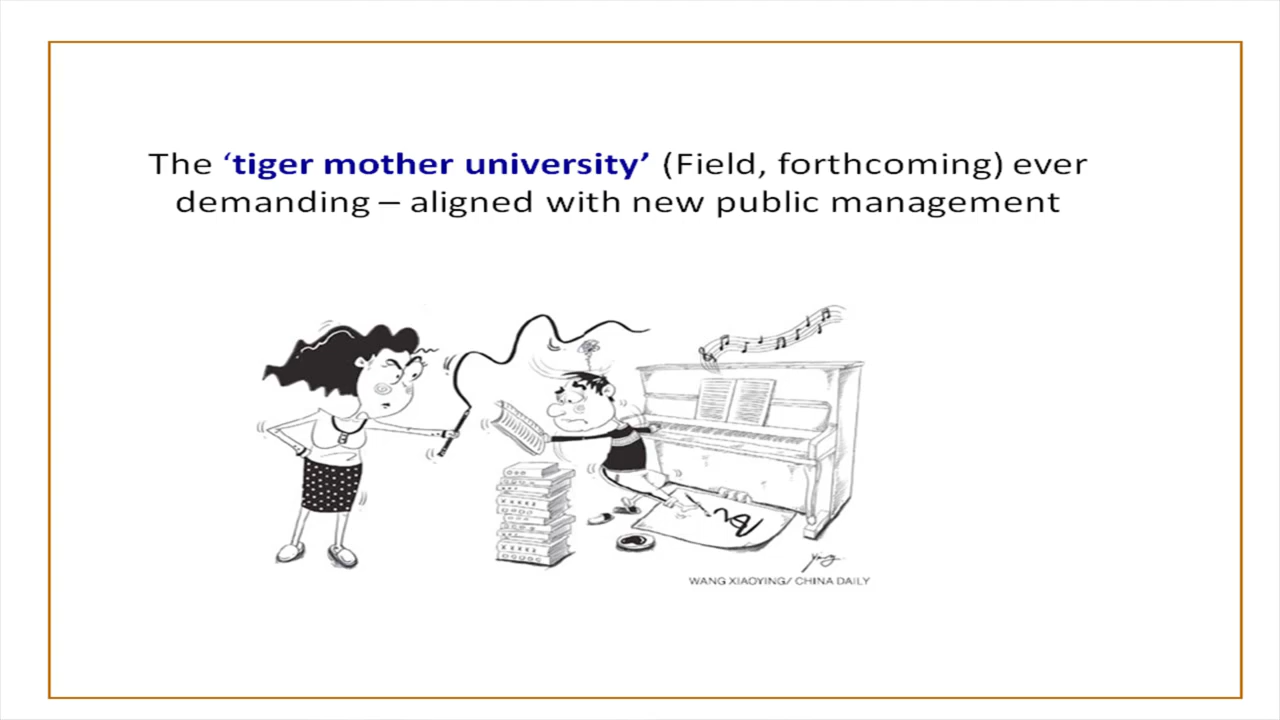 The ‘tiger mother university’ (Field, forthcoming) ever
demanding – aligned with new public management
WANG XIAOYING/ CHINA DAILY